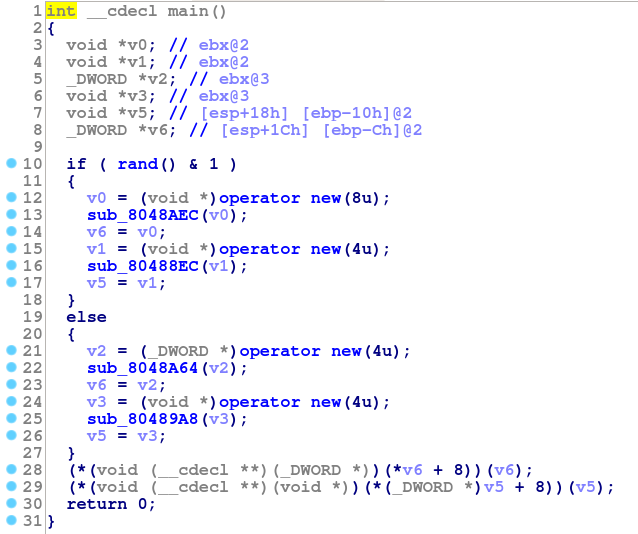 1 int __cdecl main()
2 {
3 void *v0; // ebx@2
4 void *v1; // ebx@2
5 _DWORD *v2; // ebx@3
6 void *v3; // ebx@3
7 void *v5; // [esp+18h] [ebp-10h]@2
8 _DWORD *v6; // [esp+1Ch] [ebp-Ch]@2
9
10 if ( rand() & 1 )
11 {
12 v0 = (void *)operator new(8u);
13 sub_8048AEC(v0);
14 v6 = v0;
15 v1 = (void *)operator new(4u);
16 sub_80488EC(v1);
17 v5 = v1;
18 }
19 else
20 {
21 v2 = (_DWORD *)operator new(4u);
22 sub_8048A64(v2);
23 v6 = v2;
24 v3 = (void *)operator new(4u);
25 sub_80489A8(v3);
26 v5 = v3;
27 }
28 (*(void (__cdecl **)(_DWORD *))(*v6 + 8))(v6);
29 (*(void (__cdecl **)(void *))(*(_DWORD *)v5 + 8))(v5);
30 return 0;
31 }